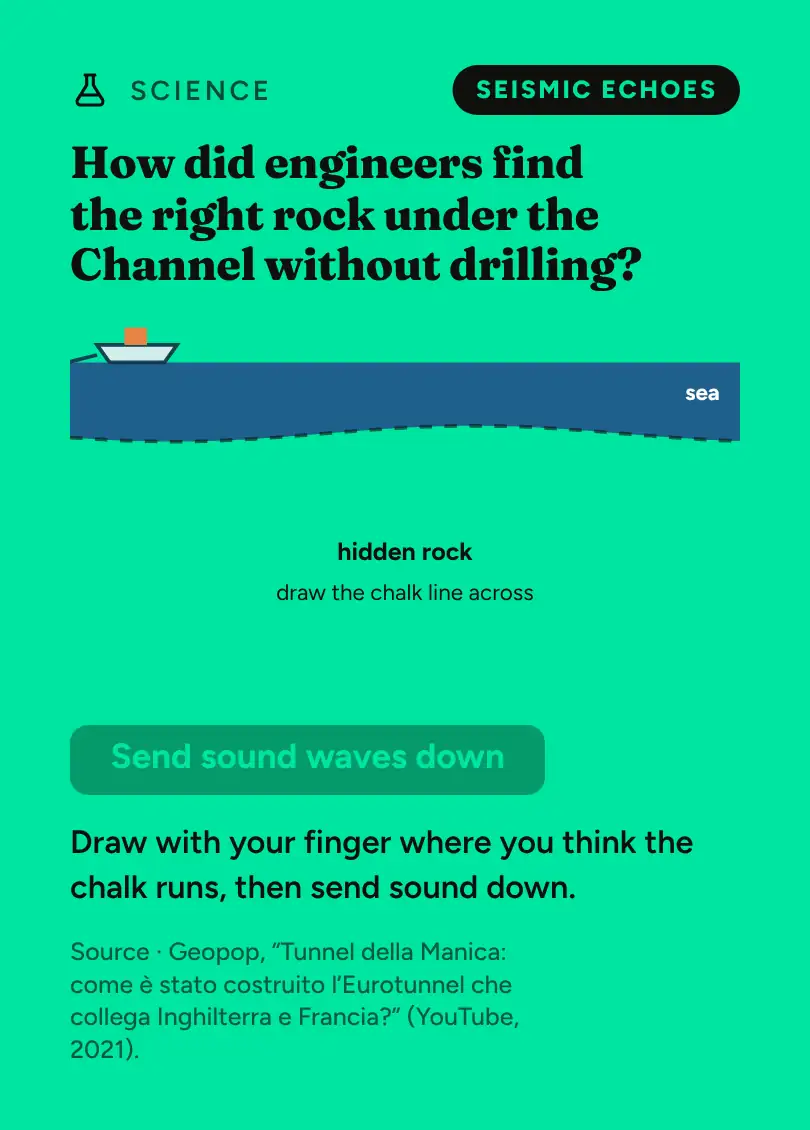 SCIENCE
SEISMIC ECHOES
How did engineers find
the right rock under the
Channel without drilling?
sea
hidden rock
draw the chalk line across
Send sound waves down
Draw with your finger where you think the
chalk runs, then send sound down.
Source · Geopop, “Tunnel della Manica:
come è stato costruito l’Eurotunnel che
collega Inghilterra e Francia?” (YouTube,
2021).